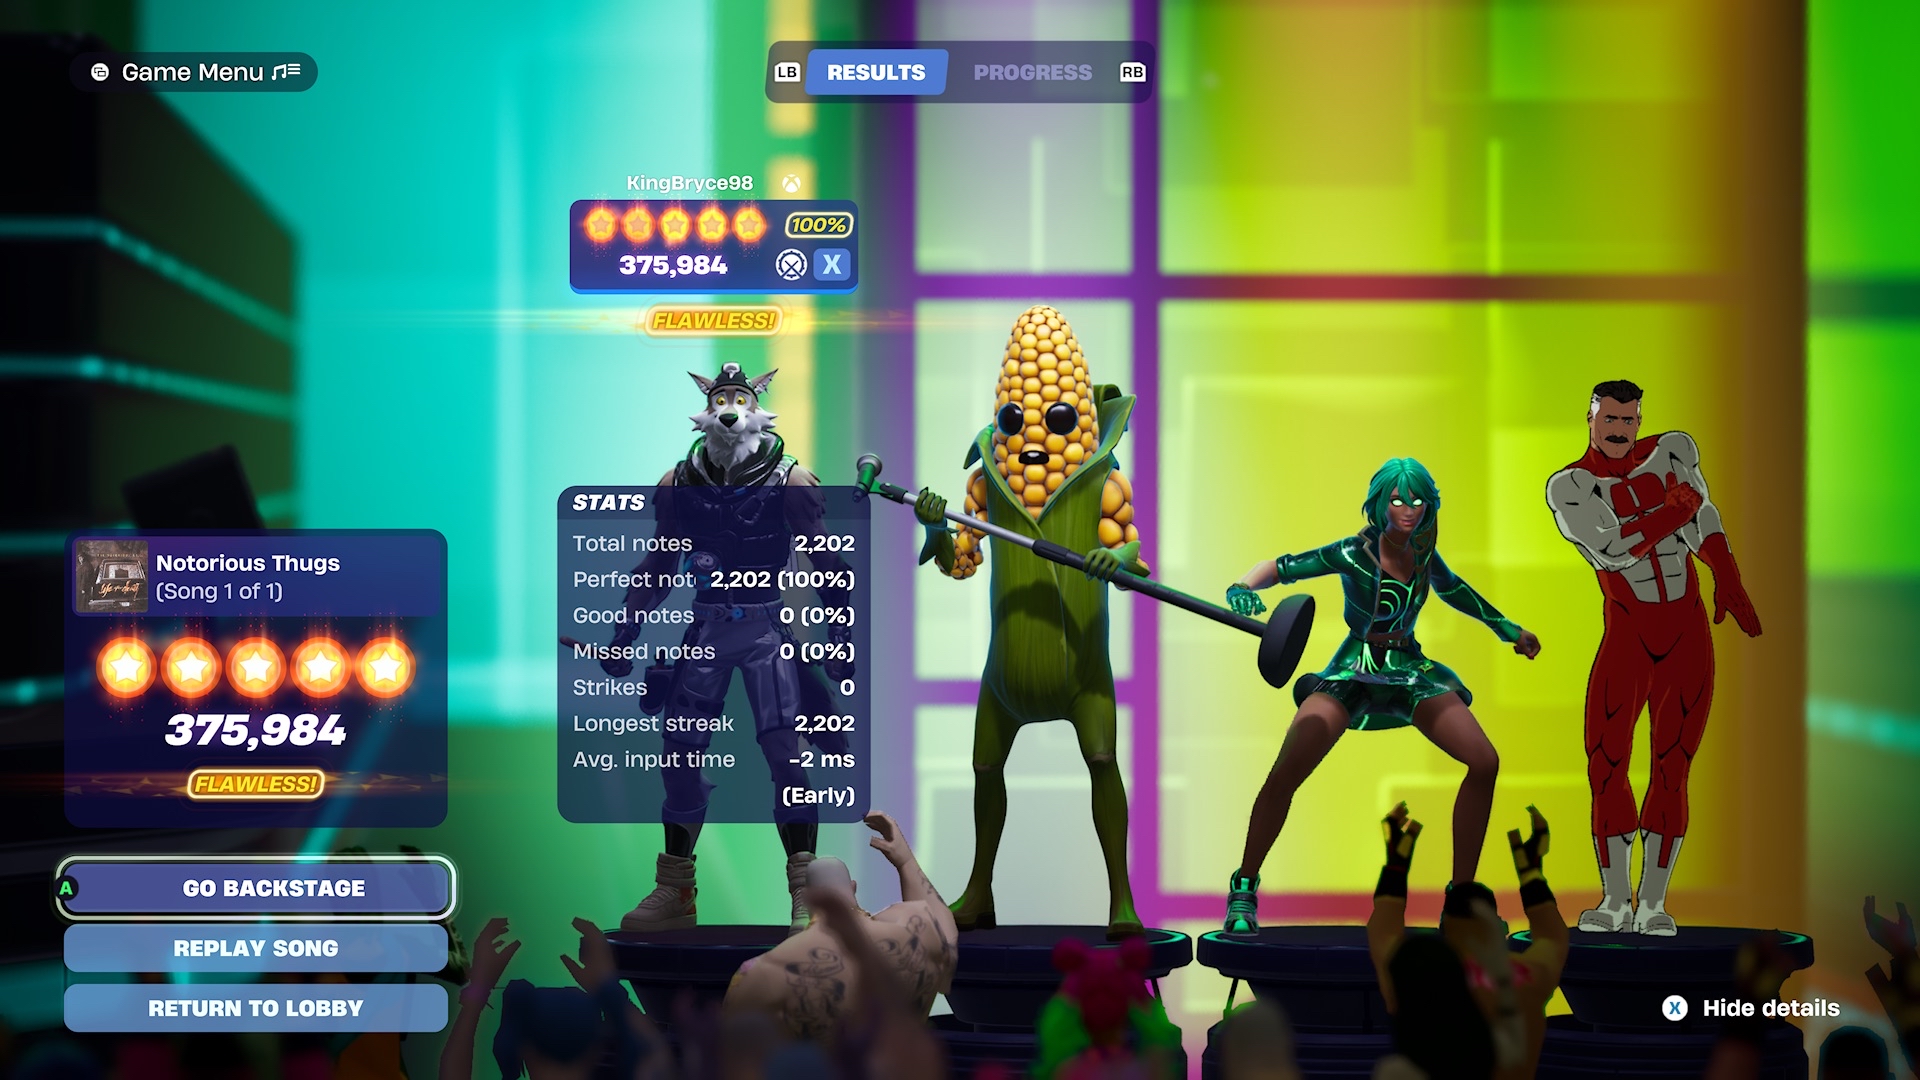 Game Menu
LB RESULTS PROGRESS RB
KingBryce98
100%
375,984 X
FLAWLESS!
STATS
Total notes 2,202
Perfect not 2,202 (100%)
Good notes 0 (0%)
Missed notes 0 (0%)
Strikes 0
Longest streak 2,202
Avg. input time -2 ms
(Early)
Notorious Thugs
(Song 1 of 1)
375,984
FLAWLESS!
A GO BACKSTAGE
REPLAY SONG
RETURN TO LOBBY
X Hide details